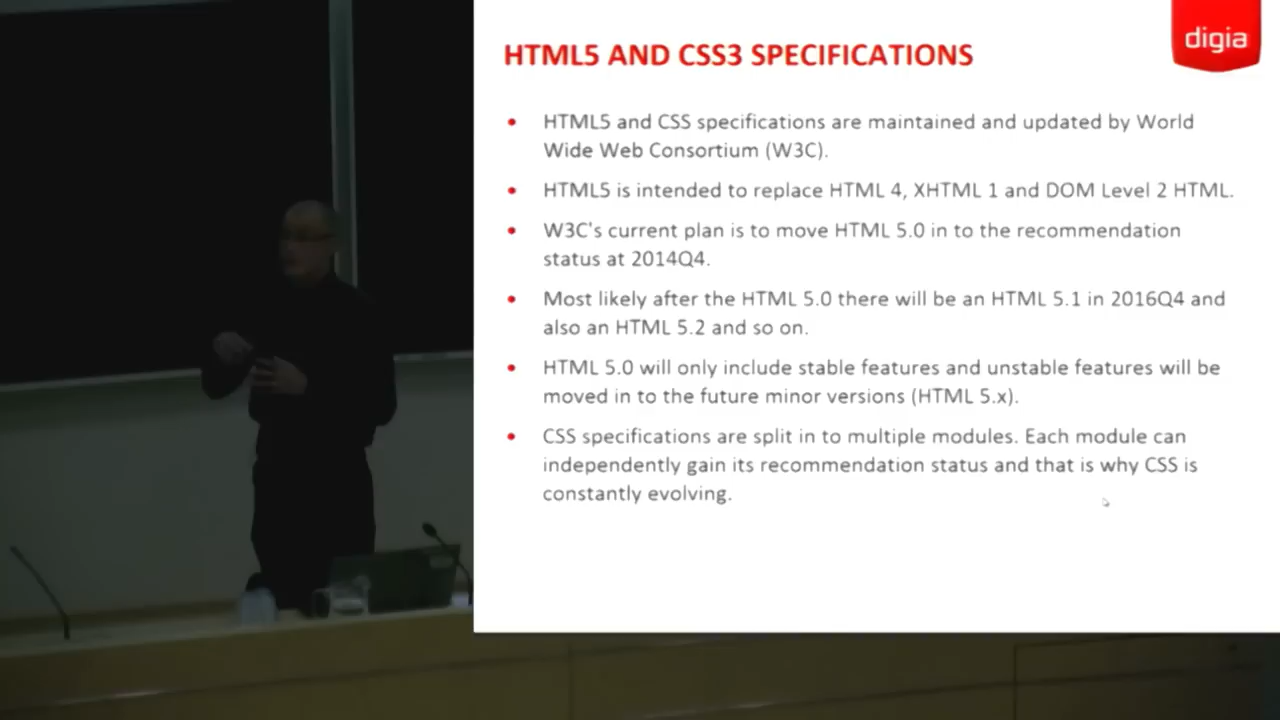 digia
HTML5 AND CSS3 SPECIFICATIONS
HTML5 and CSS specifications are maintained and updated by World
Wide Web Consortium (W3C).
HTML5 is intended to replace HTML 4, XHTML 1 and DOM Level 2 HTML.
W3C's current plan is to move HTML 5.0 in to the recommendation
status at 2014Q4.
Most likely after the HTML 5.0 there will be an HTML 5.1 in 2016Q4 and
also an HTML 5.2 and so on.
HTML 5.0 will only include stable features and unstable features will be
moved in to the future minor versions (HTML 5.x).
CSS specifications are split in to multiple modules. Each module can
independently gain its recommendation status and that is why CSS is
constantly evolving.